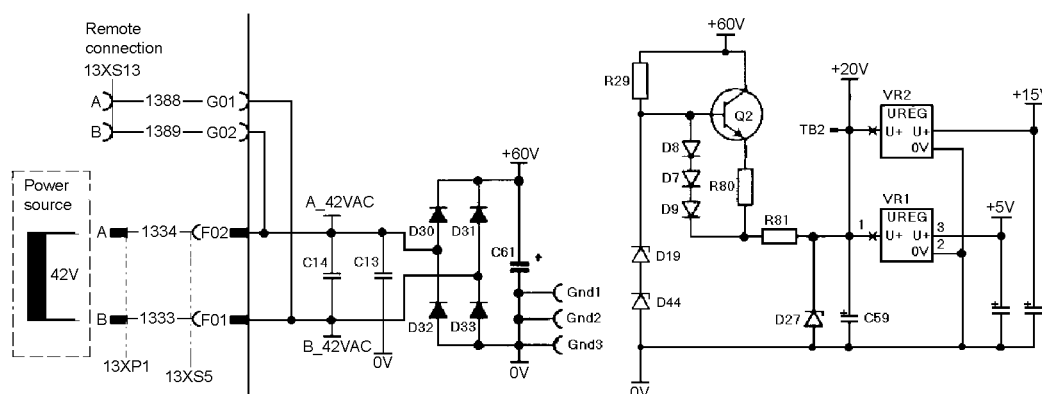 Remote
connection
13XS13
A 1388 G01
B 1389 G02
Power
source
42V
A 1334 F02
B 1333 F01
13XP1
13XS5
A_42VAC
B_42VAC
C14
C13
0V
+60V
D30
D31
D32
D33
C61
+
Gnd1
Gnd2
Gnd3
0V
+60V
R29
Q2
D8
D7
D9
R80
R81
D19
D44
0V
D27
+
C59
+20V
TB2
VR2
UREG
U+ U+
0V
+15V
VR1
1
UREG
U+ U+
0V
3
2
+5V
+
+